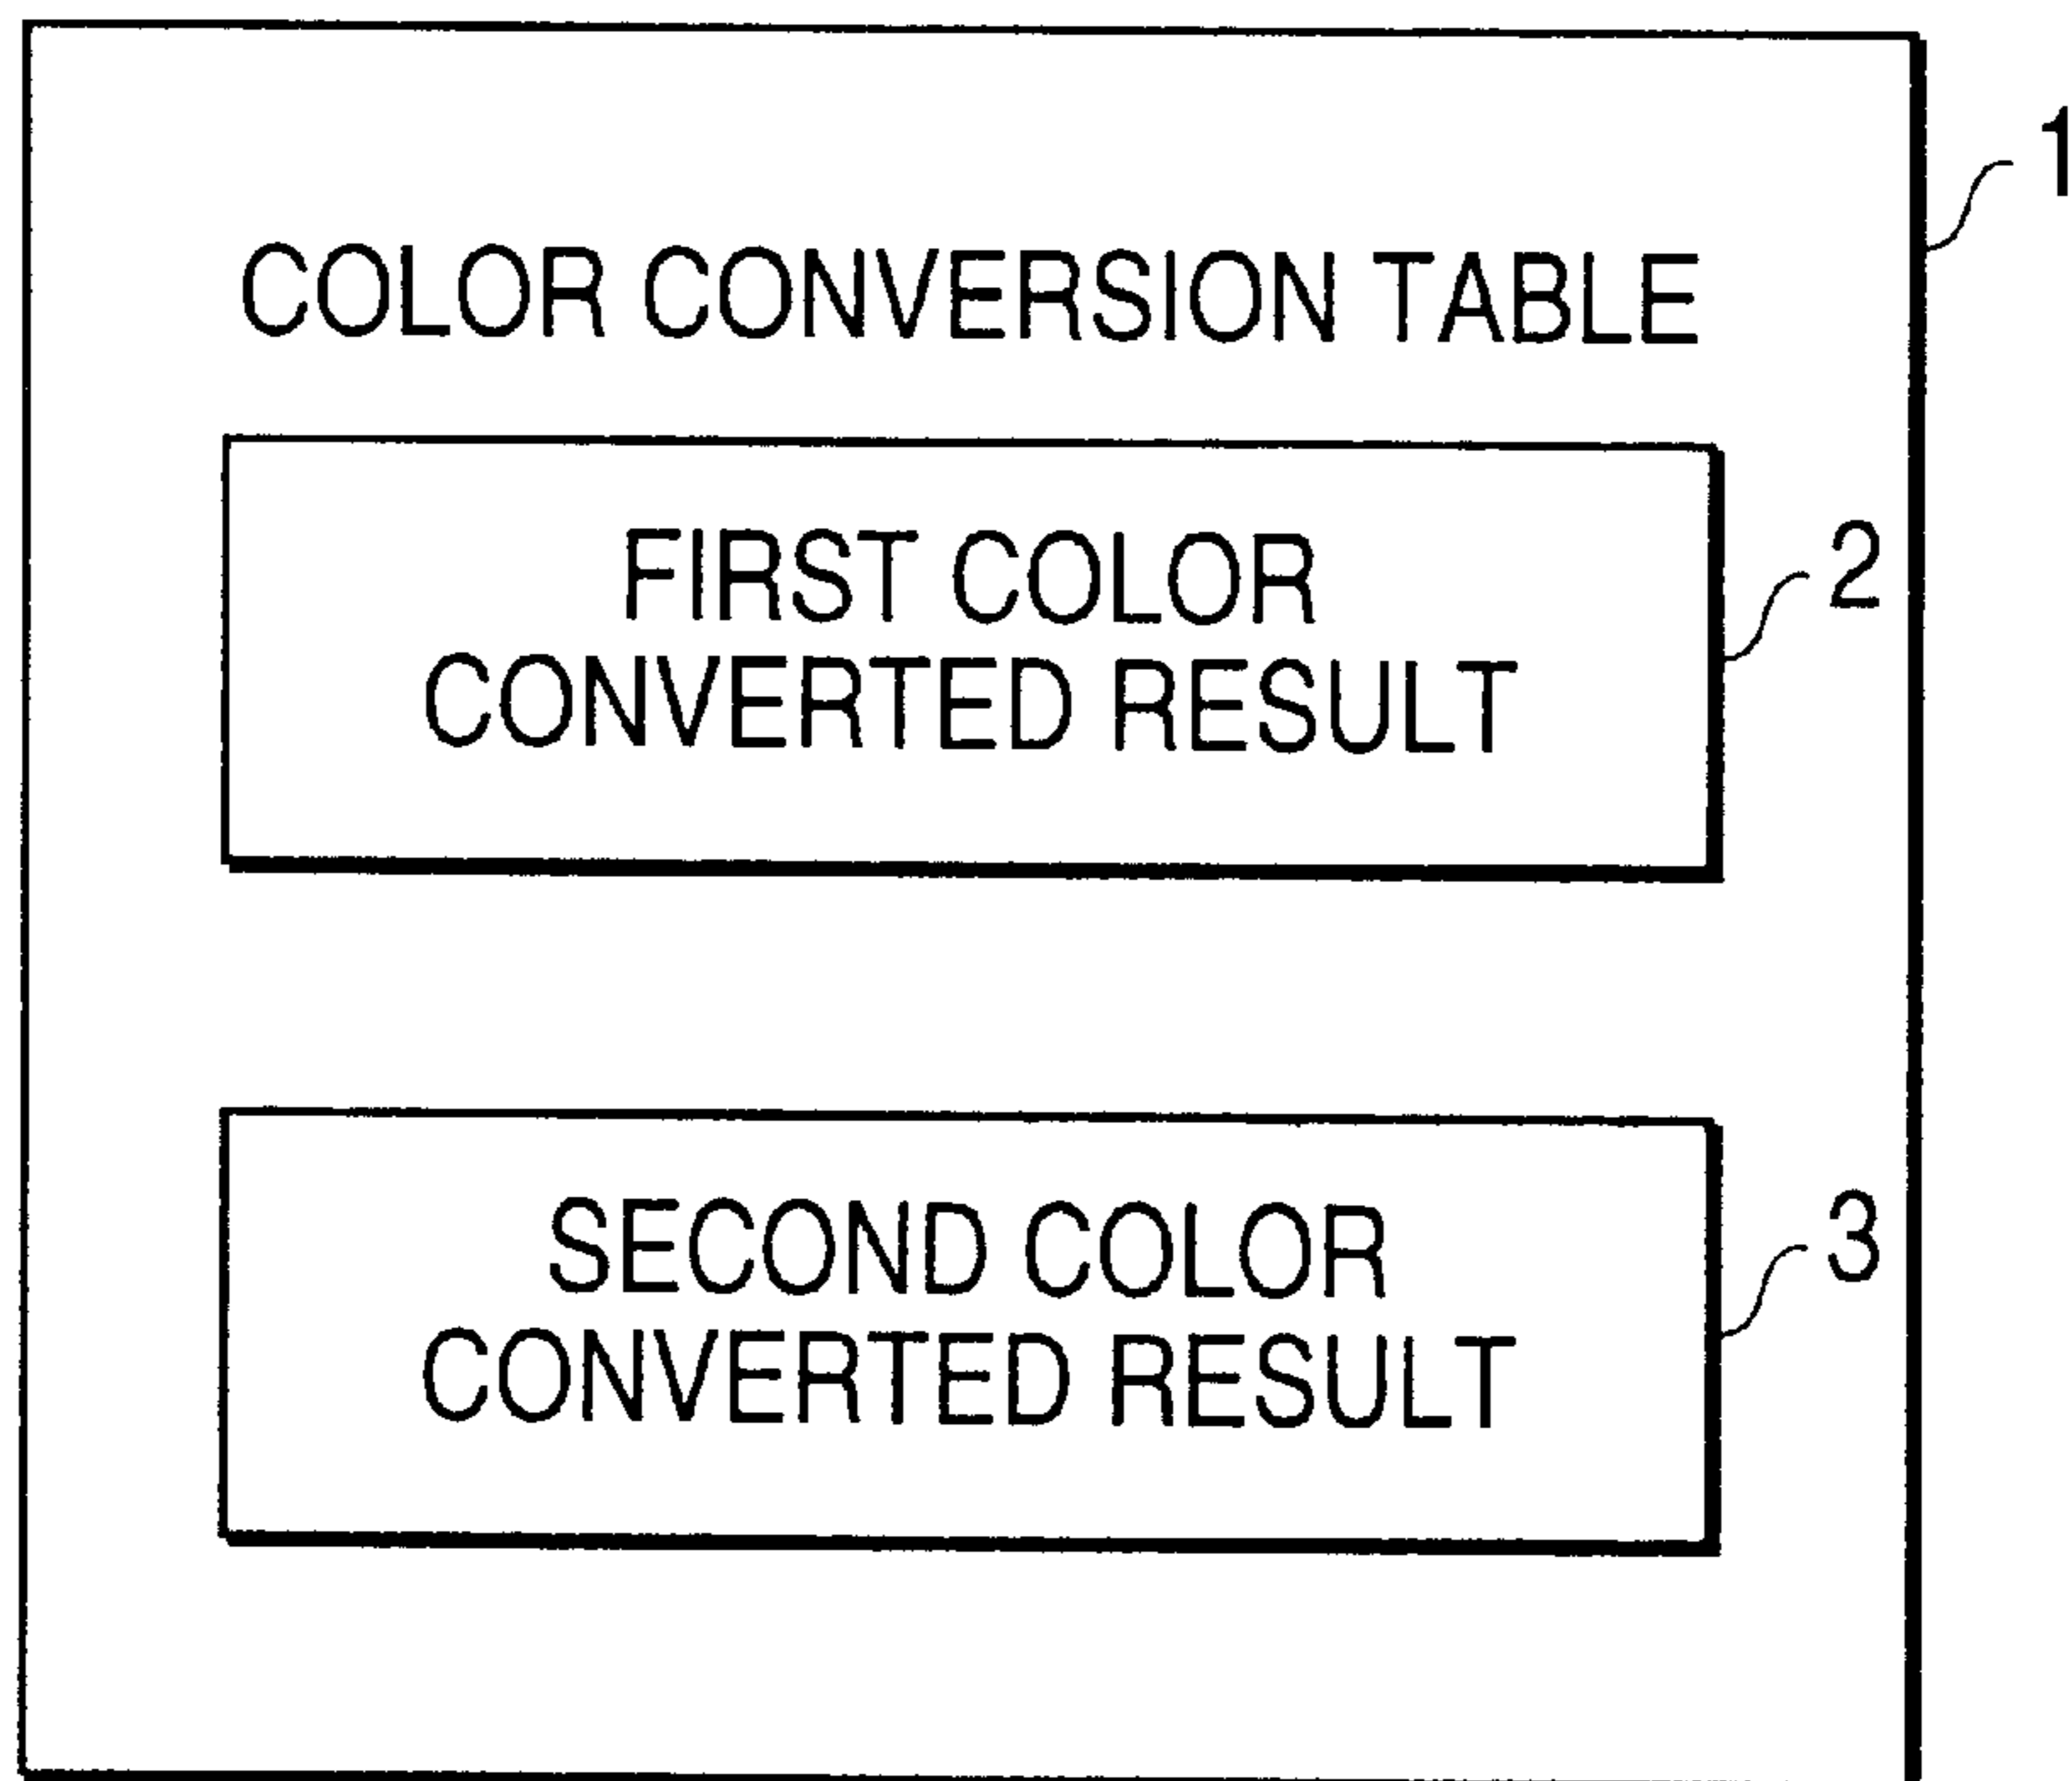 1
COLOR CONVERSION TABLE
FIRST COLOR
CONVERTED RESULT
2
SECOND COLOR
CONVERTED RESULT
3